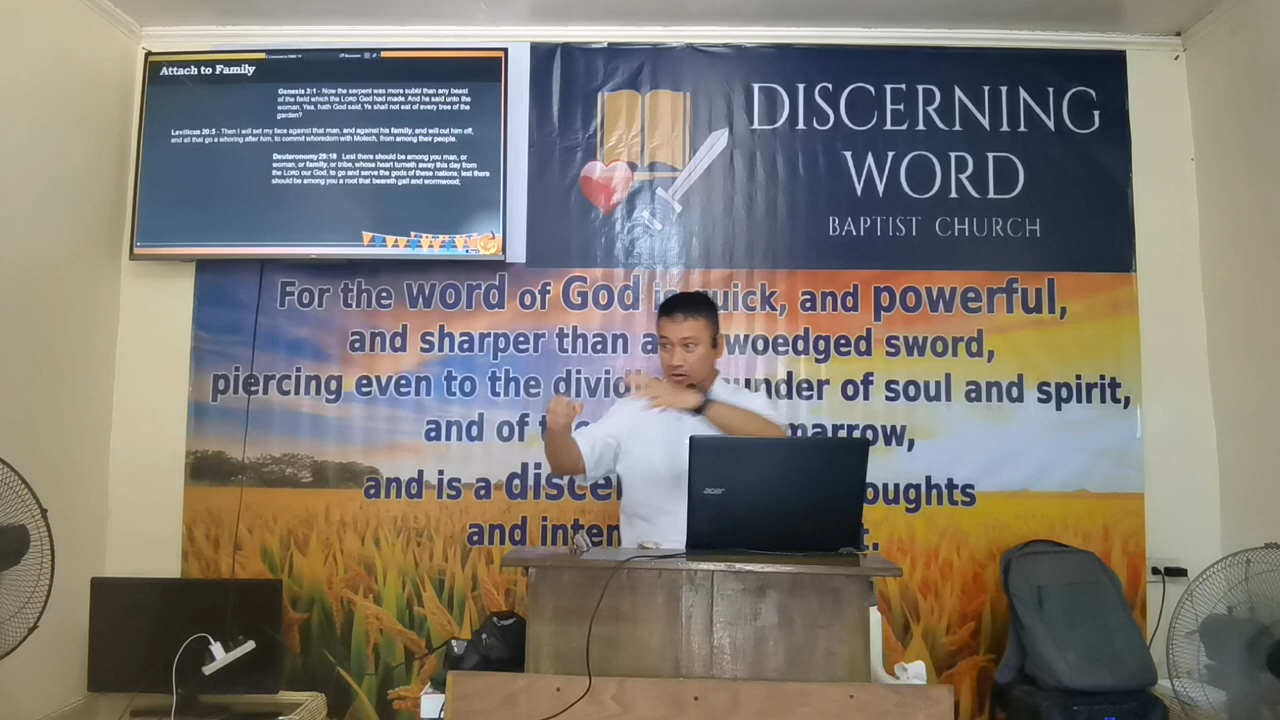 Attach to Family
Genesis 3:1 - Now the serpent was more subtil than any beast
of the field which the LORD God had made. And he said unto the
woman, Yea, hath God said, Ye shall not eat of every tree of the
garden?
Leviticus 20:5 - Then I will set my face against that man, and against his family, and will cut him off,
and all that go a whoring after him, to commit whoredom with Molech, from among their people.
Deuteronomy 29:18 Lest there should be among you man, or
woman, or family, or tribe, whose heart turneth away this day from
the LORD our God, to go and serve the gods of these nations; lest there
should be among you a root that beareth gall and wormwood;
DISCERNING
WORD
BAPTIST CHURCH
For the word of God is quick, and powerful,
and sharper than a woedged sword,
piercing even to the divid under of soul and spirit,
and of marrow,
and is a discer oughts
and inten t.
acer